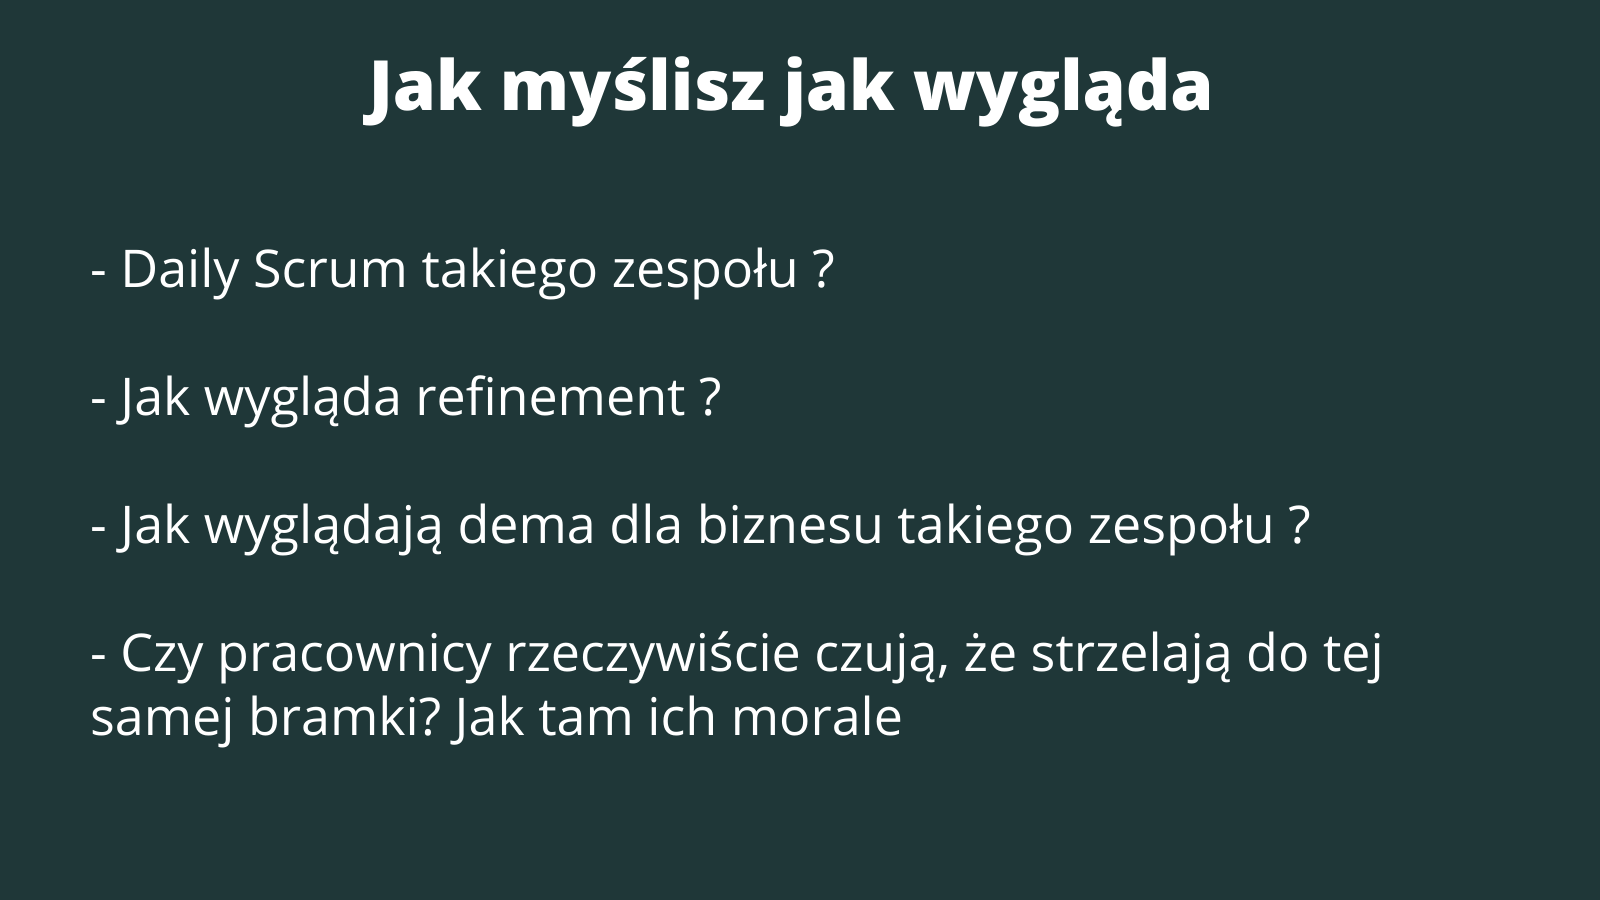 Jak myślisz jak wygląda
- Daily Scrum takiego zespołu ?
- Jak wygląda refinement ?
- Jak wyglądają dema dla biznesu takiego zespołu ?
- Czy pracownicy rzeczywiście czują, że strzelają do tej
samej bramki? Jak tam ich morale